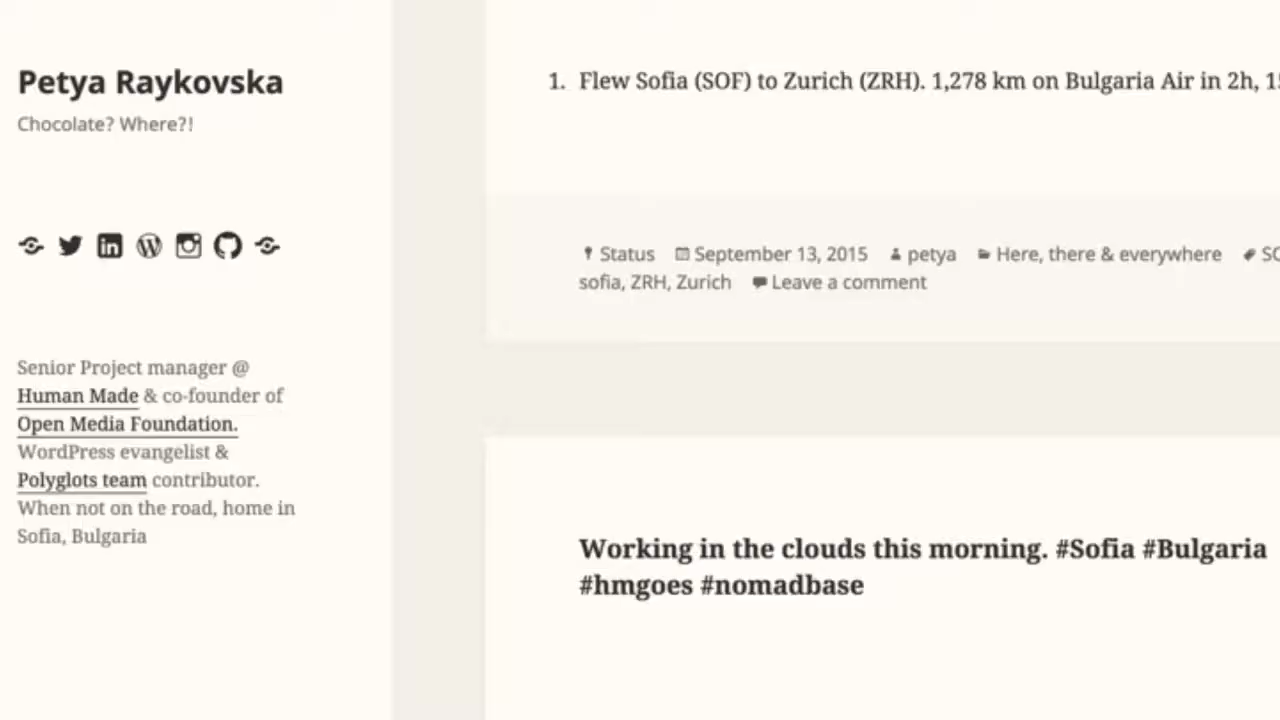 Petya Raykovska
Chocolate? Where?!
Senior Project manager @
Human Made & co-founder of
Open Media Foundation.
WordPress evangelist &
Polyglots team contributor.
When not on the road, home in
Sofia, Bulgaria
1. Flew Sofia (SOF) to Zurich (ZRH). 1,278 km on Bulgaria Air in 2h,
Status September 13, 2015 petya Here, there & everywhere
sofia, ZRH, Zurich Leave a comment
Working in the clouds this morning. #Sofia #Bulgaria
#hmgoes #nomadbase